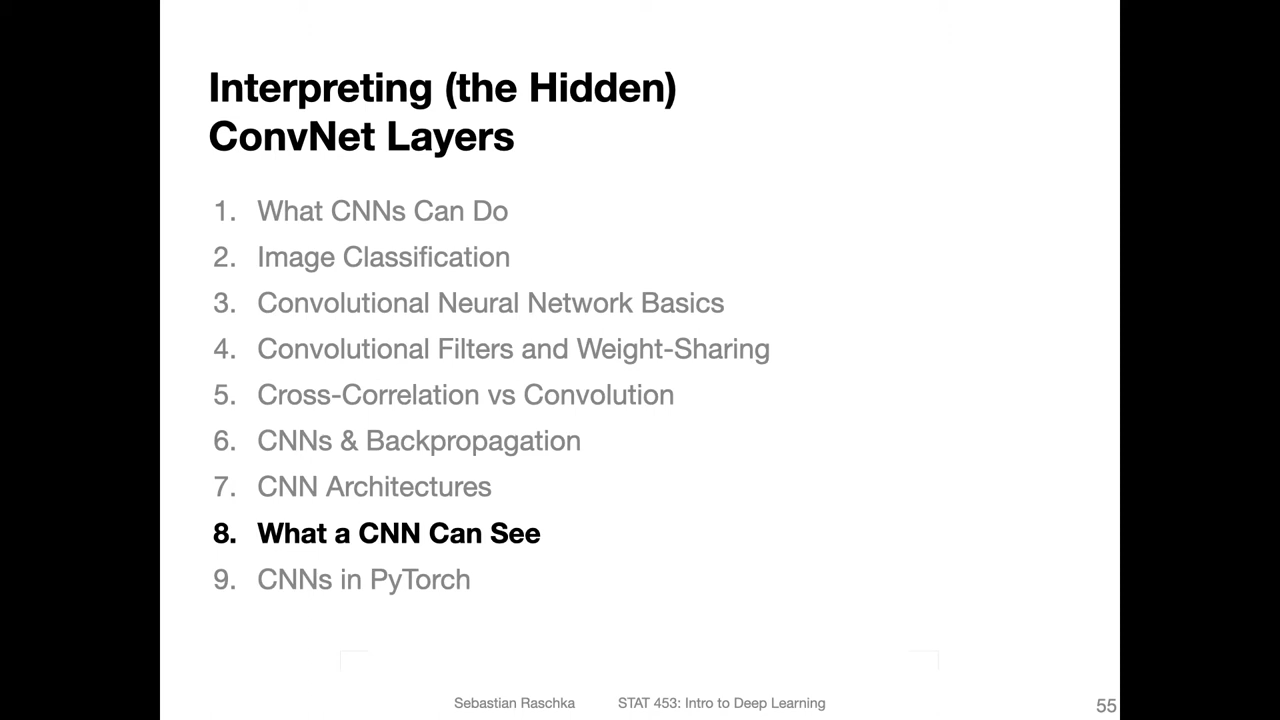 Interpreting (the Hidden)
ConvNet Layers
1. What CNNs Can Do
2. Image Classification
3. Convolutional Neural Network Basics
4. Convolutional Filters and Weight-Sharing
5. Cross-Correlation vs Convolution
6. CNNs & Backpropagation
7. CNN Architectures
8. What a CNN Can See
9. CNNs in PyTorch
Sebastian Raschka STAT 453: Intro to Deep Learning 55